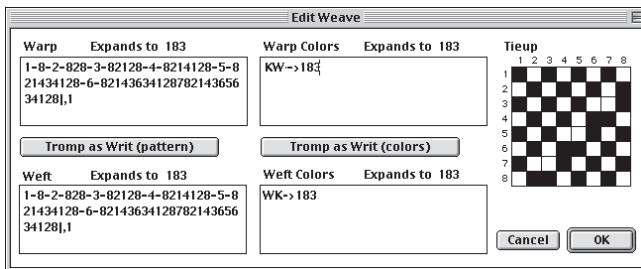 Edit Weave
Warp Expands to 183
1-8-2-828-3-82128-4-8214128-5-8
21434128-6-82143634128782143656
34128|,1
Tromp as Writ (pattern)
Weft Expands to 183
1-8-2-828-3-82128-4-8214128-5-8
21434128-6-82143634128782143656
34128|,1
Warp Colors Expands to 183
KW->183
Tromp as Writ (colors)
Weft Colors Expands to 183
WK->183
Tieup
1 2 3 4 5 6 7 8
1
2
3
4
5
6
7
8
Cancel OK